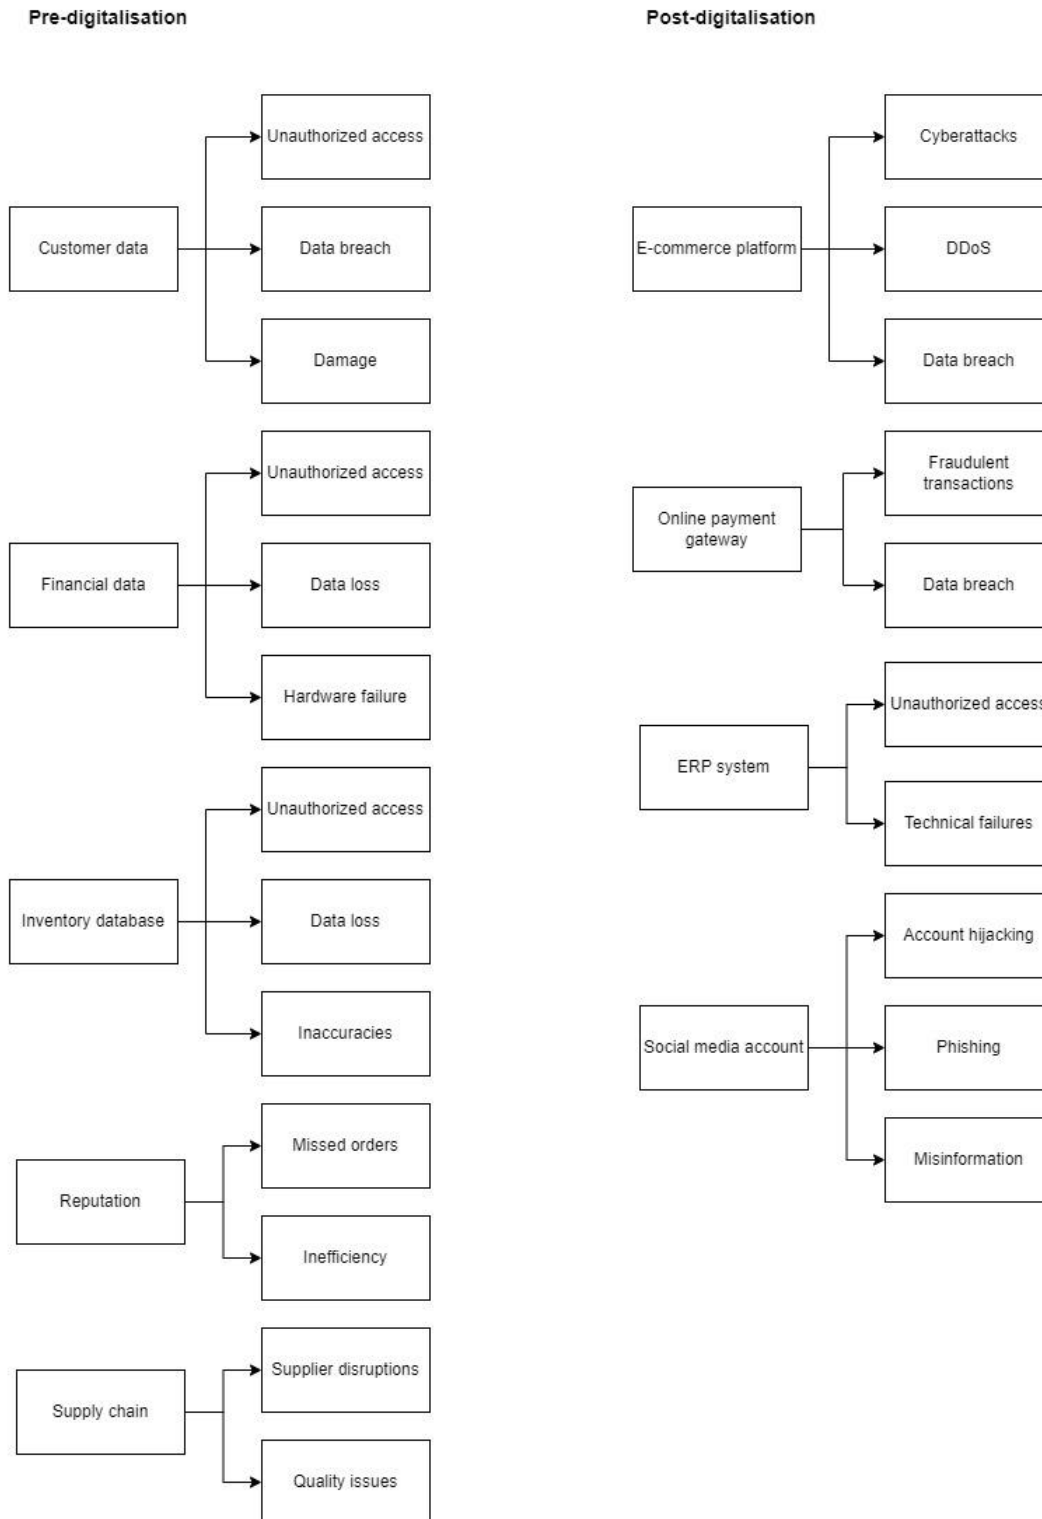 Pre-digitalisation
Unauthorized access
Customer data
Data breach
Damage
Unauthorized access
Financial data
Data loss
Hardware failure
Unauthorized access
Inventory database
Data loss
Inaccuracies
Missed orders
Reputation
Inefficiency
Supplier disruptions
Supply chain
Quality issues
Post-digitalisation
Cyberattacks
E-commerce platform
DDoS
Data breach
Fraudulent
transactions
Online payment
gateway
Data breach
Unauthorized access
ERP system
Technical failures
Account hijacking
Social media account
Phishing
Misinformation